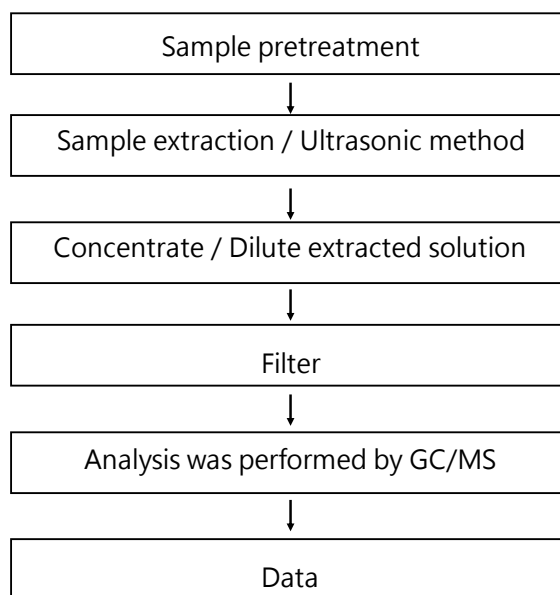 Sample pretreatment
Sample extraction / Ultrasonic method
Concentrate / Dilute extracted solution
Filter
Analysis was performed by GC/MS
Data